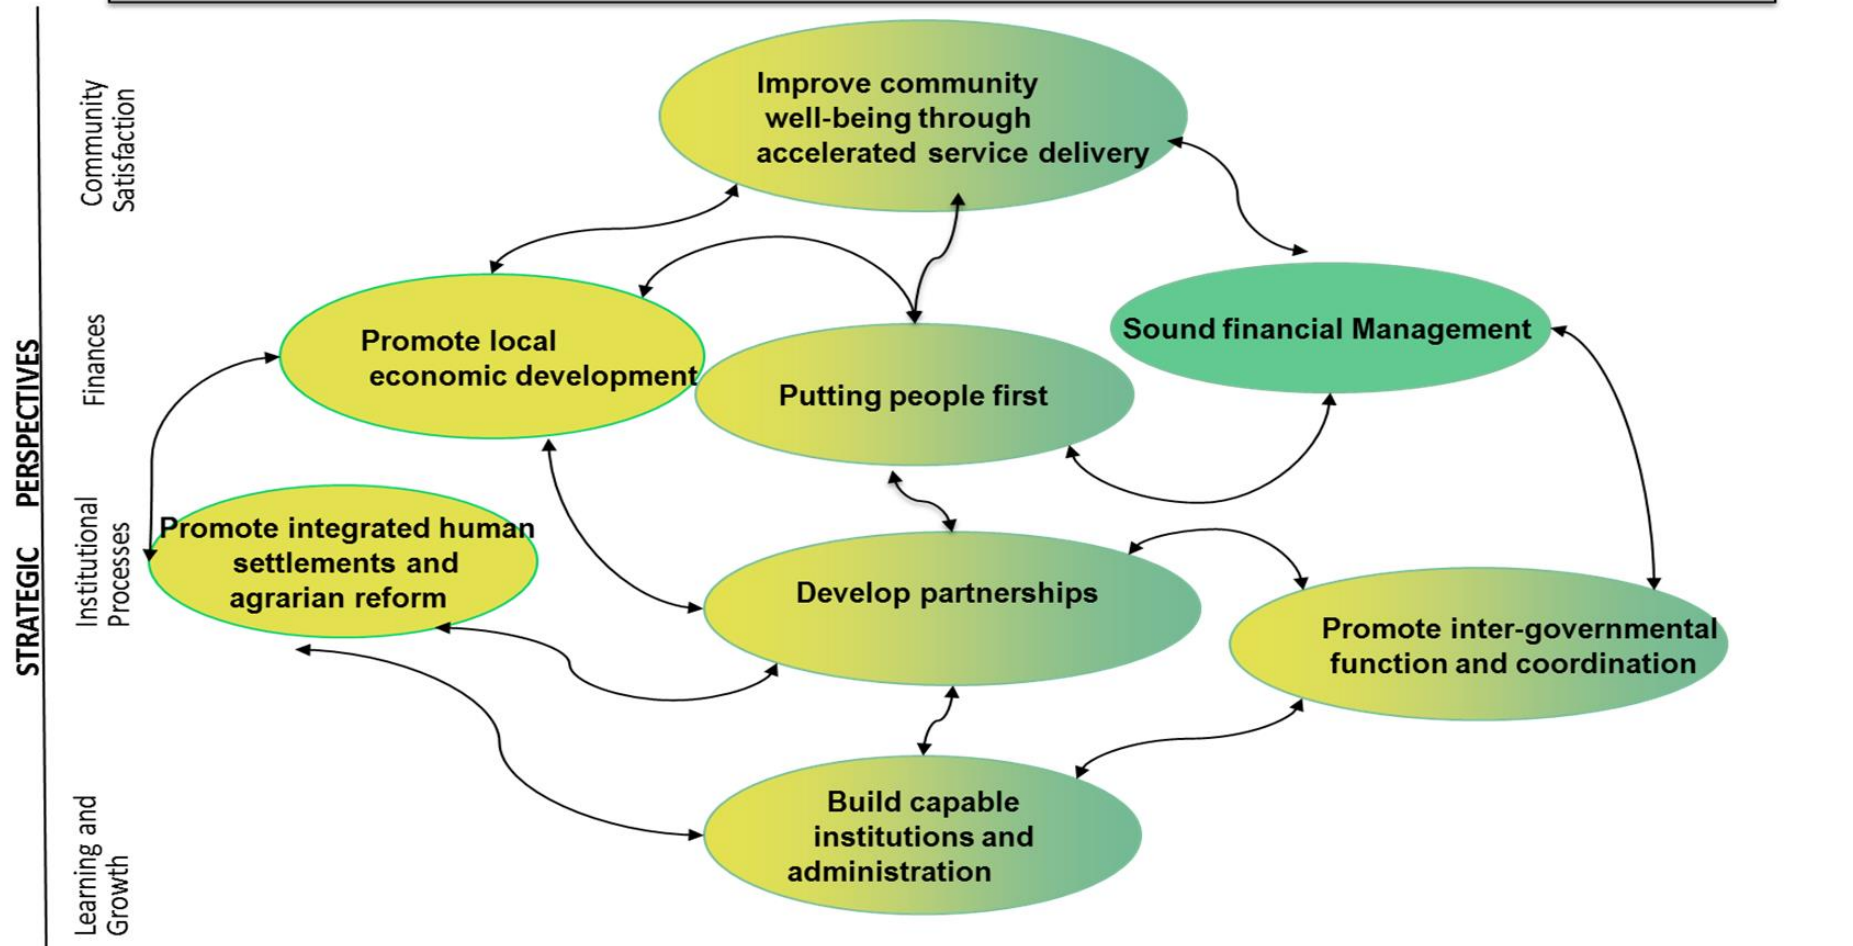 STRATEGIC PERSPECTIVES
Community
Satisfaction
Improve community
well-being through
accelerated service delivery
Finances
Promote local
economic development
Putting people first
Sound financial Management
Institutional
Processes
Promote integrated human
settlements and
agrarian reform
Develop partnerships
Promote inter-governmental
function and coordination
Learning and
Growth
Build capable
institutions and
administration